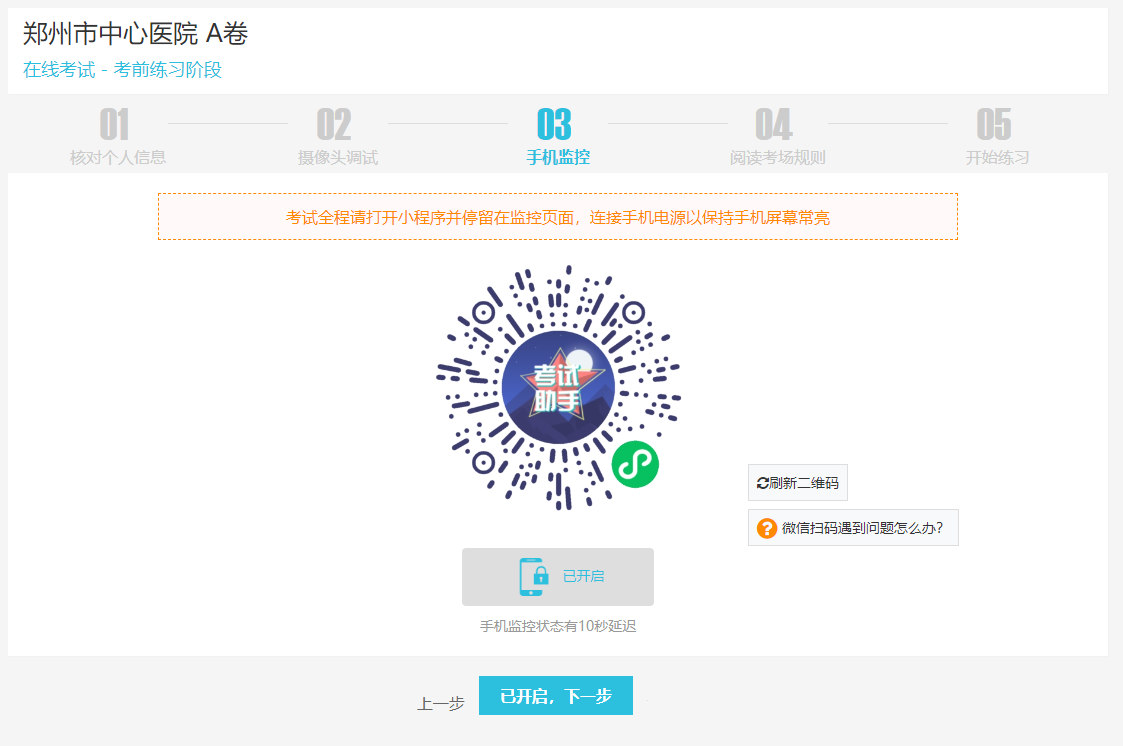 郑州市中心医院 A卷
在线考试 - 考前练习阶段
01
02
03
04
05
核对个人信息
摄像头调试
手机监控
阅读考场规则
开始练习
考试全程请打开小程序并停留在监控页面，连接手机电源以保持手机屏幕常亮
考试
助手
刷新二维码
微信扫码遇到问题怎么办？
已开启
手机监控状态有10秒延迟
上一步
已开启，下一步